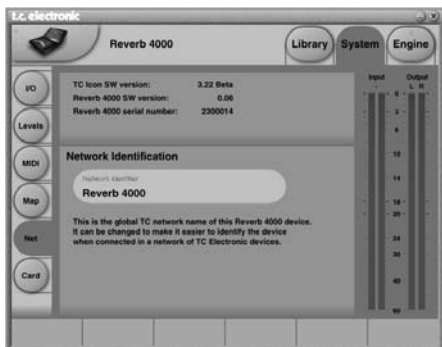 t.c. electronic
Reverb 4000
Library System Engine
I/O
Levels
MIDI
Map
Net
Card
TC Icon SW version: 3.22 Beta
Reverb 4000 SW version: 0.06
Reverb 4000 serial number: 2300014
Network Identification
Network Identifier
Reverb 4000
This is the global TC network name of this Reverb 4000 device.
It can be changed to make it easier to identify the device
when connected in a network of TC Electronic devices.
Input Output
L R
0
3
6
10
14
18
20
24
30
40
60